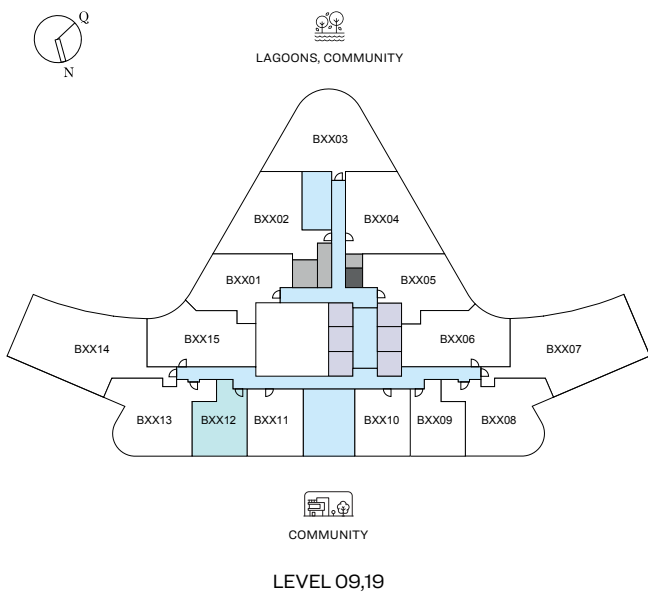 Q
N
LAGOONS, COMMUNITY
BXX03
BXX02
BXX04
BXX01
BXX05
BXX14
BXX15
BXX06
BXX07
BXX13
BXX12
BXX11
BXX10
BXX09
BXX08
COMMUNITY
LEVEL 09,19